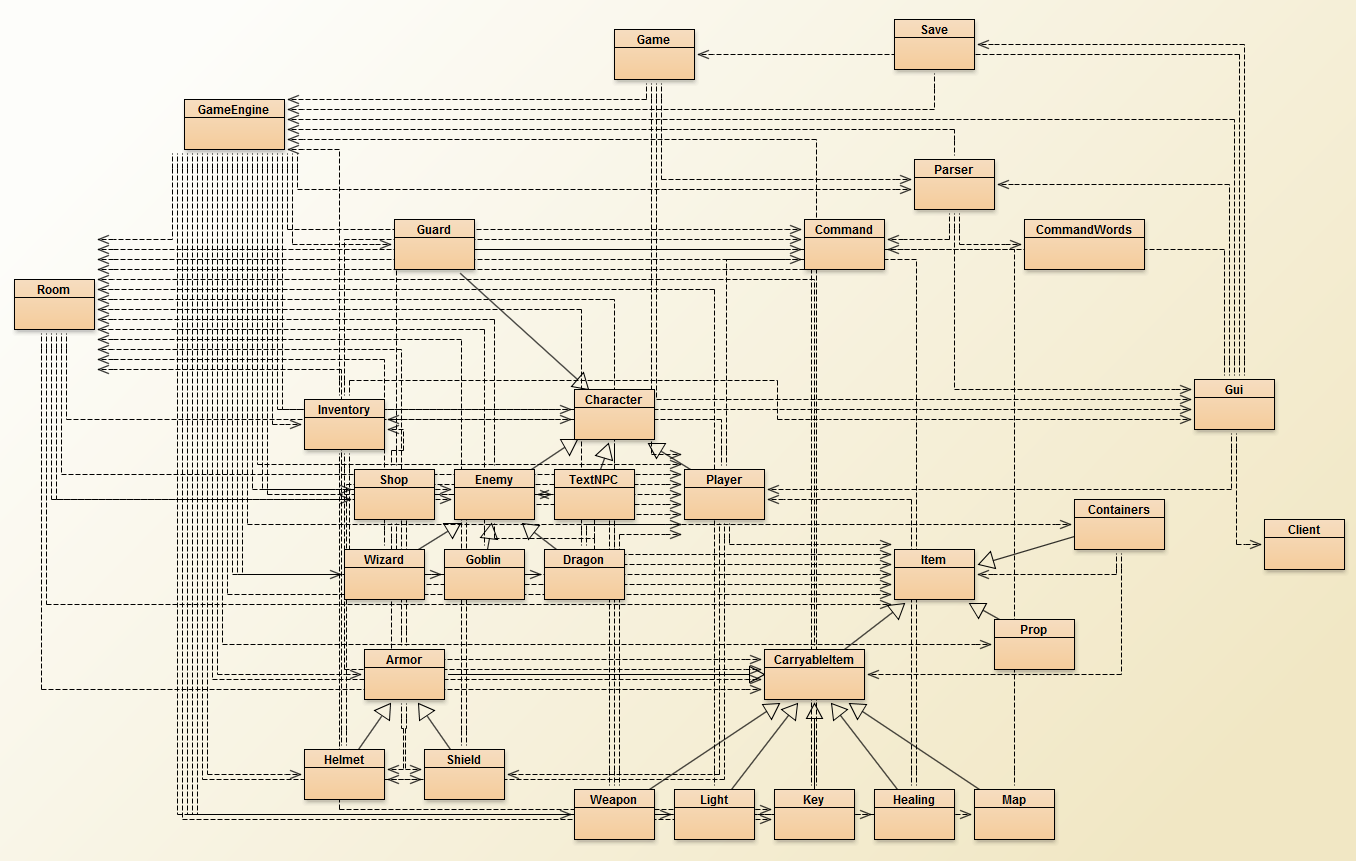 Save
Game
GameEngine
Parser
Guard
Command
CommandWords
Room
Gui
Character
Inventory
Shop
Enemy
TextNPC
Player
Containers
Client
Wizard
Goblin
Dragon
Item
Prop
Armor
CarryableItem
Helmet
Shield
Weapon
Light
Key
Healing
Map